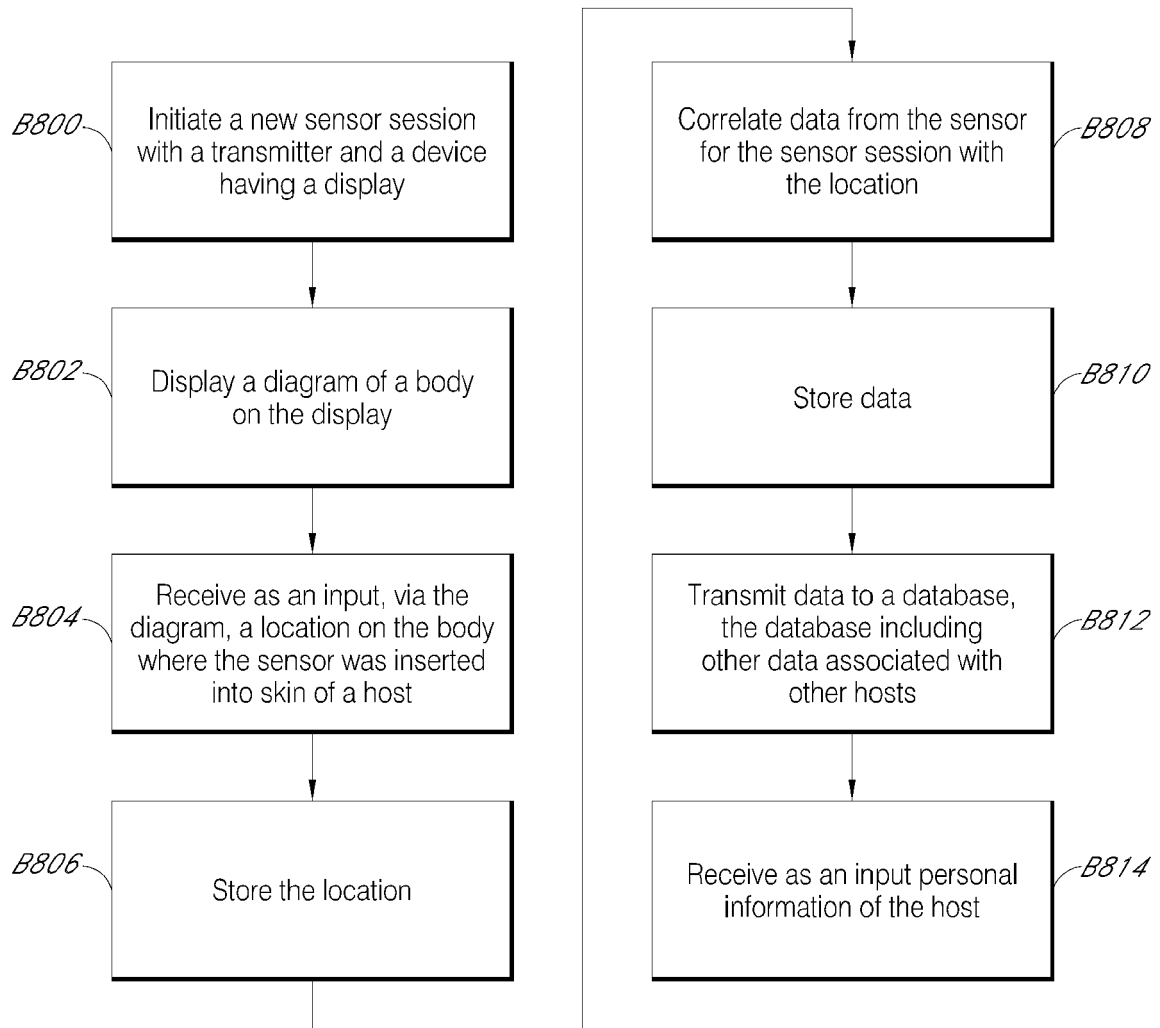 B800
Initiate a new sensor session
with a transmitter and a device
having a display
B802
Display a diagram of a body
on the display
B804
Receive as an input, via the
diagram, a location on the body
where the sensor was inserted
into skin of a host
B806
Store the location
Correlate data from the sensor
for the sensor session with
the location
B808
Store data
B810
Transmit data to a database,
the database including
other data associated with
other hosts
B812
Receive as an input personal
information of the host
B814